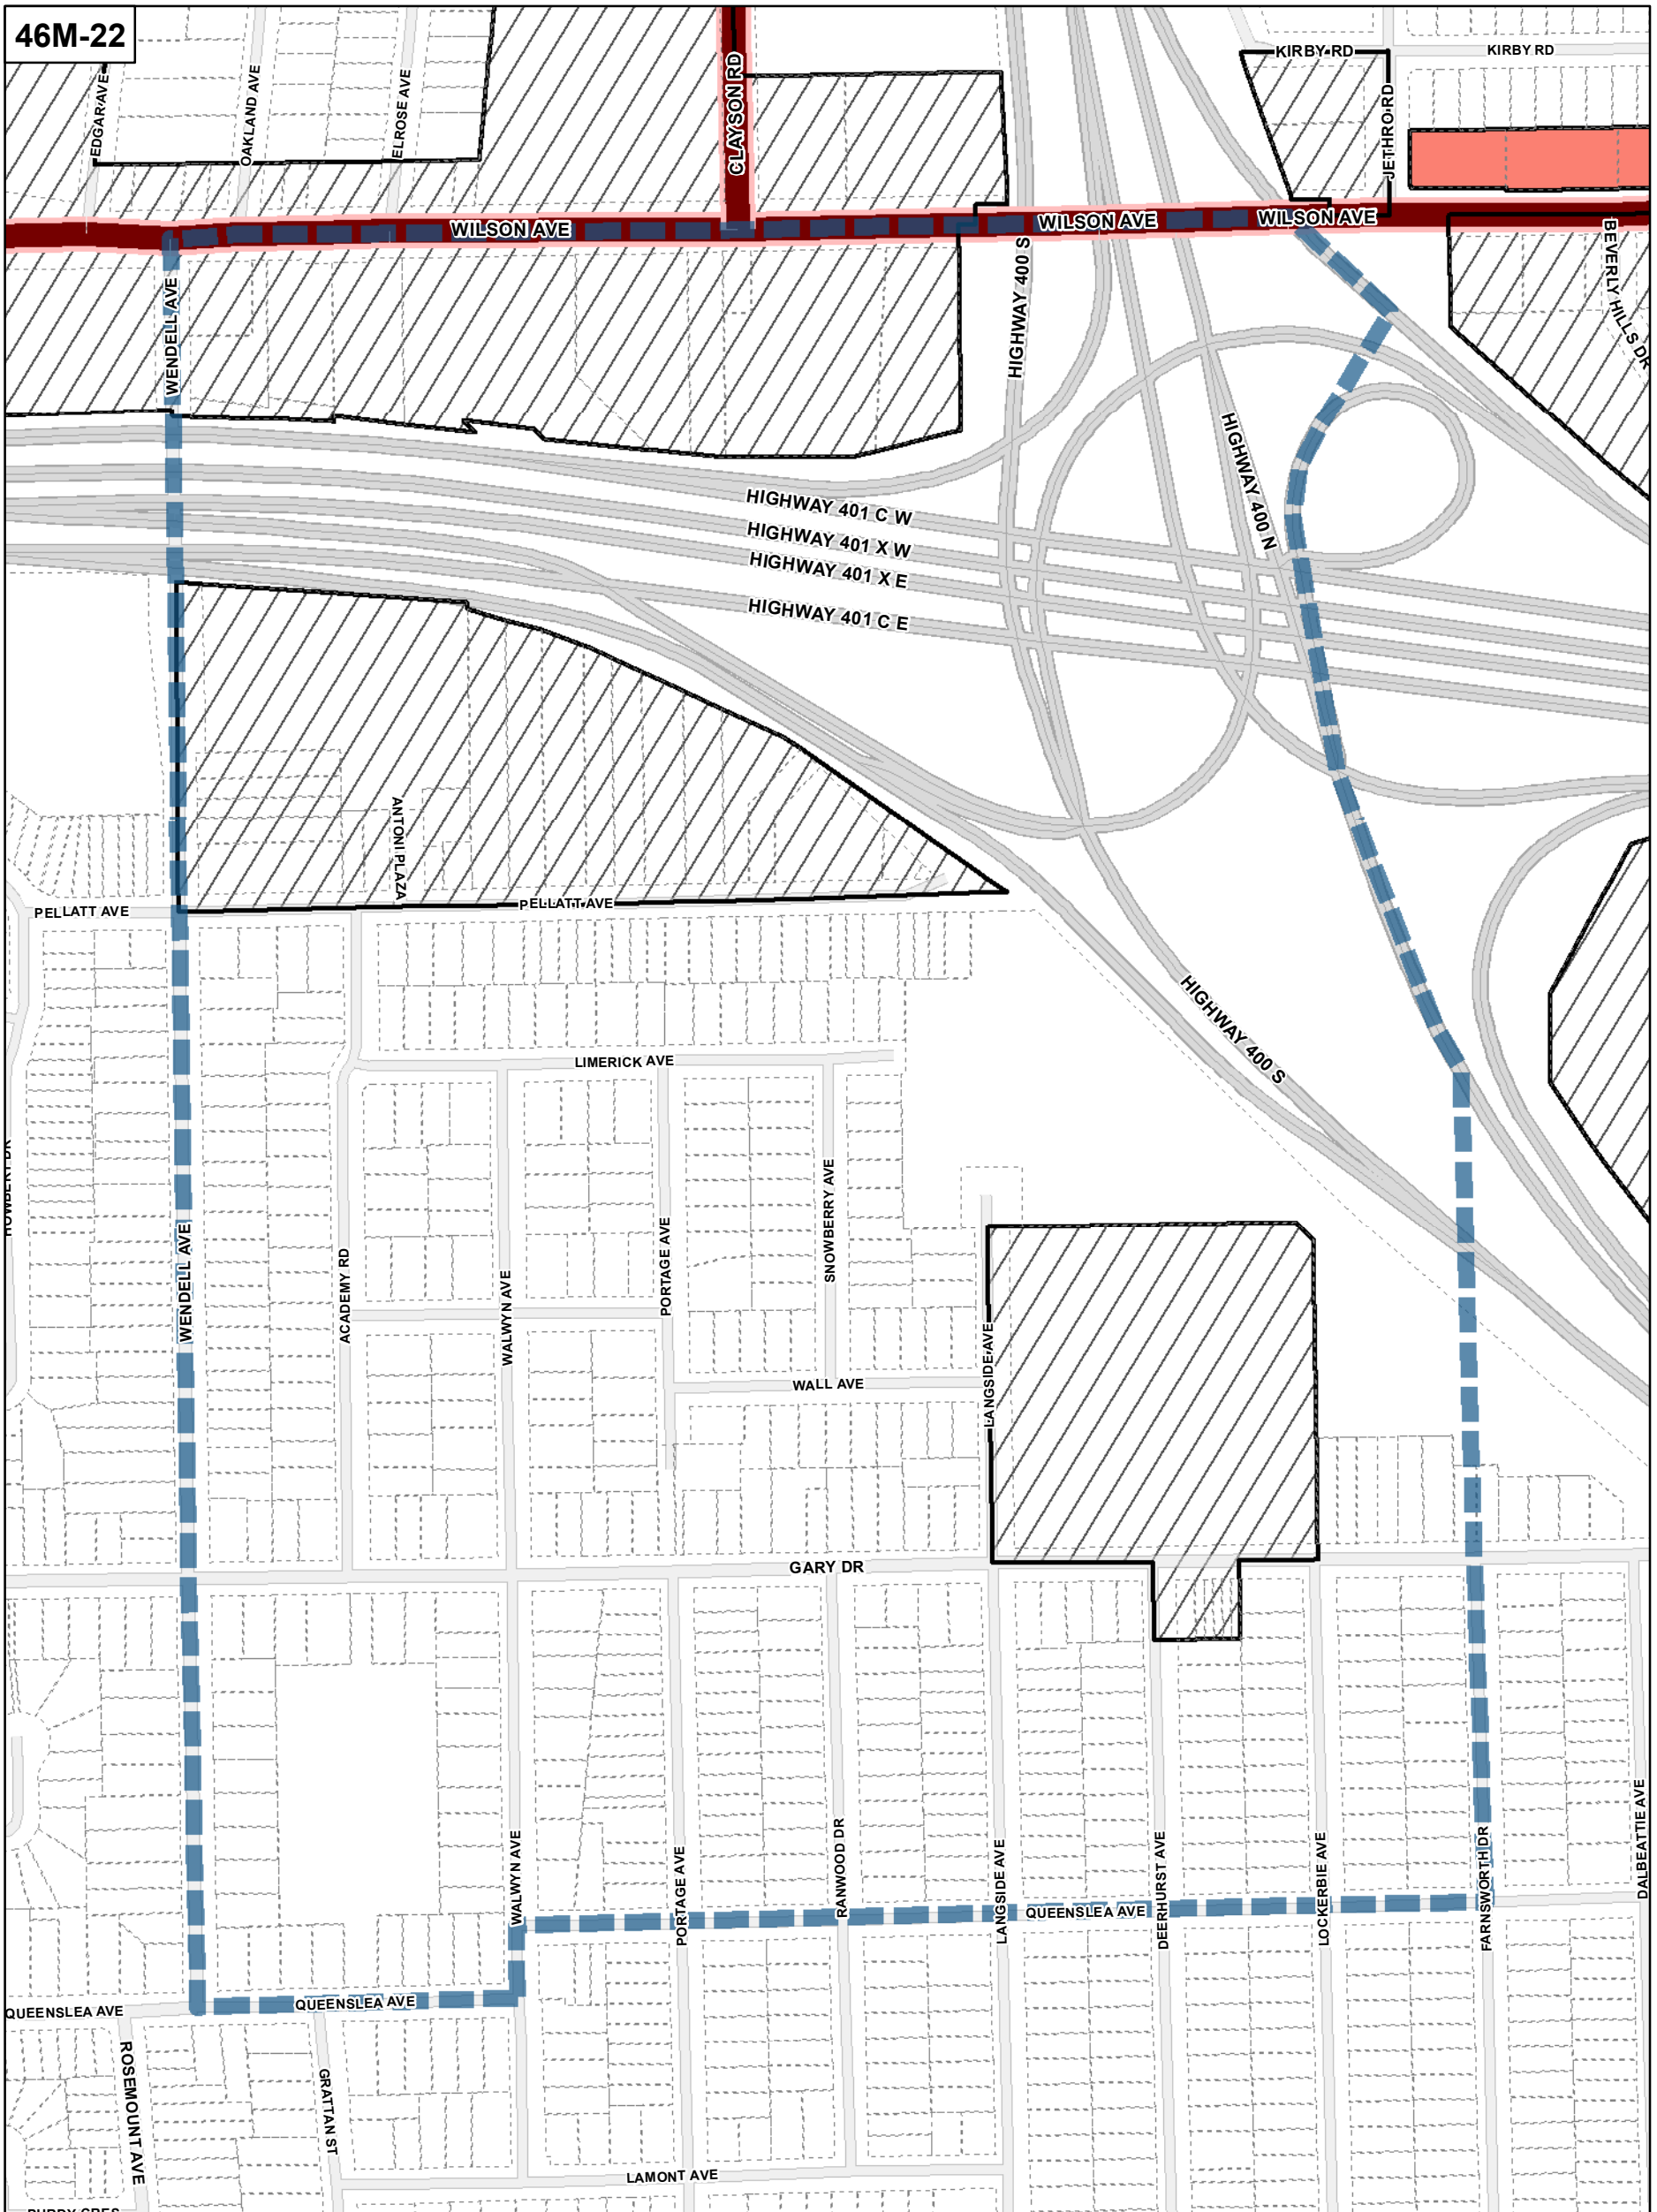 46M-22
EDGAR AVE
OAKLAND AVE
ELROSE AVE
CLAYSON RD
KIRBY RD
KIRBY RD
JETHRO RD
WILSON AVE
WILSON AVE
WILSON AVE
BEVERLY HILLS DR
WENDELL AVE
HIGHWAY 400 S
HIGHWAY 400 N
HIGHWAY 401 C W
HIGHWAY 401 X W
HIGHWAY 401 X E
HIGHWAY 401 C E
ANTONI PLAZA
PELLATT AVE
PELLATT AVE
HIGHWAY 400 S
LIMERICK AVE
HOWBERT DR
WENDELL AVE
ACADEMY RD
WALWYN AVE
PORTAGE AVE
SNOWBERRY AVE
LANGSIDE AVE
WALL AVE
GARY DR
WALWYN AVE
PORTAGE AVE
RANWOOD DR
LANGSIDE AVE
DEERHURST AVE
LOCKERBIE AVE
FARNSWORTH DR
DALBEATTIE AVE
QUEENSLEA AVE
QUEENSLEA AVE
QUEENSLEA AVE
ROSEMOUNT AVE
GRATTAN ST
LAMONT AVE